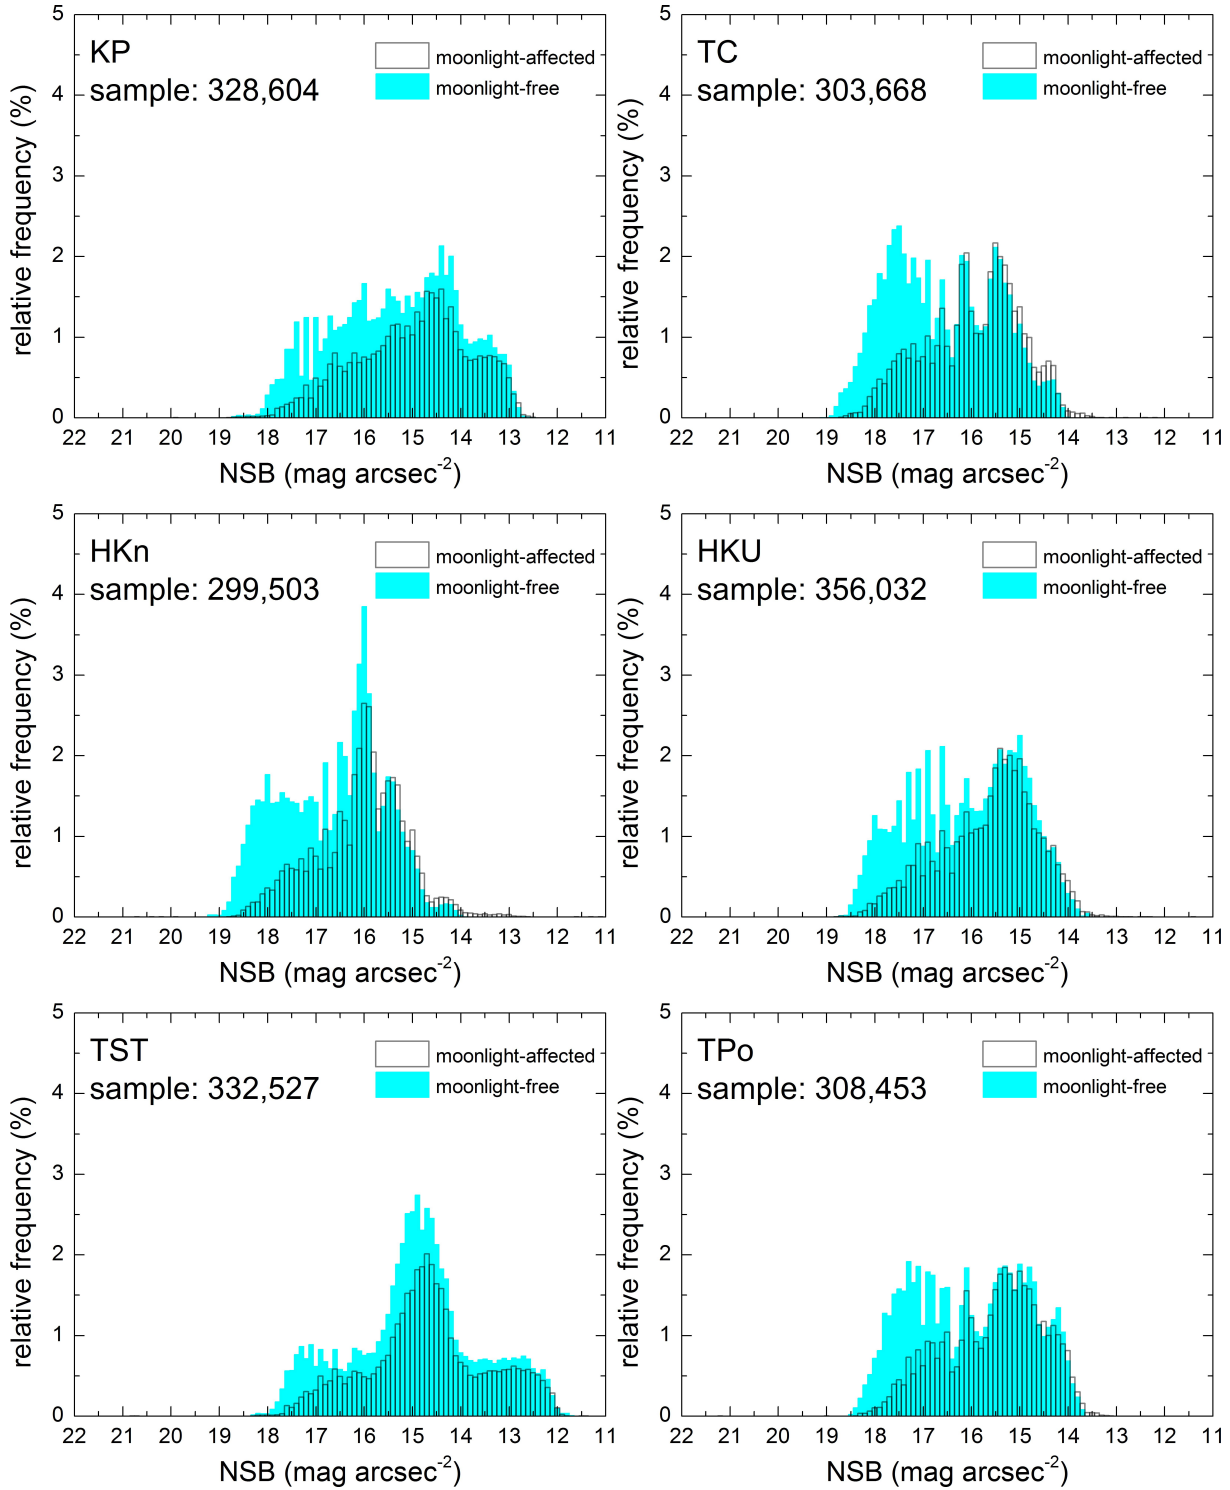 KP
sample: 328,604
moonlight-affected
moonlight-free
relative frequency (%)
5
4
3
2
1
0
22 21 20 19 18 17 16 15 14 13 12 11
NSB (mag arcsec-2)
TC
sample: 303,668
moonlight-affected
moonlight-free
relative frequency (%)
5
4
3
2
1
0
22 21 20 19 18 17 16 15 14 13 12 11
NSB (mag arcsec-2)
HKn
sample: 299,503
moonlight-affected
moonlight-free
relative frequency (%)
5
4
3
2
1
0
22 21 20 19 18 17 16 15 14 13 12 11
NSB (mag arcsec-2)
HKU
sample: 356,032
moonlight-affected
moonlight-free
relative frequency (%)
5
4
3
2
1
0
22 21 20 19 18 17 16 15 14 13 12 11
NSB (mag arcsec-2)
TST
sample: 332,527
moonlight-affected
moonlight-free
relative frequency (%)
5
4
3
2
1
0
22 21 20 19 18 17 16 15 14 13 12 11
NSB (mag arcsec-2)
TPo
sample: 308,453
moonlight-affected
moonlight-free
relative frequency (%)
5
4
3
2
1
0
22 21 20 19 18 17 16 15 14 13 12 11
NSB (mag arcsec-2)